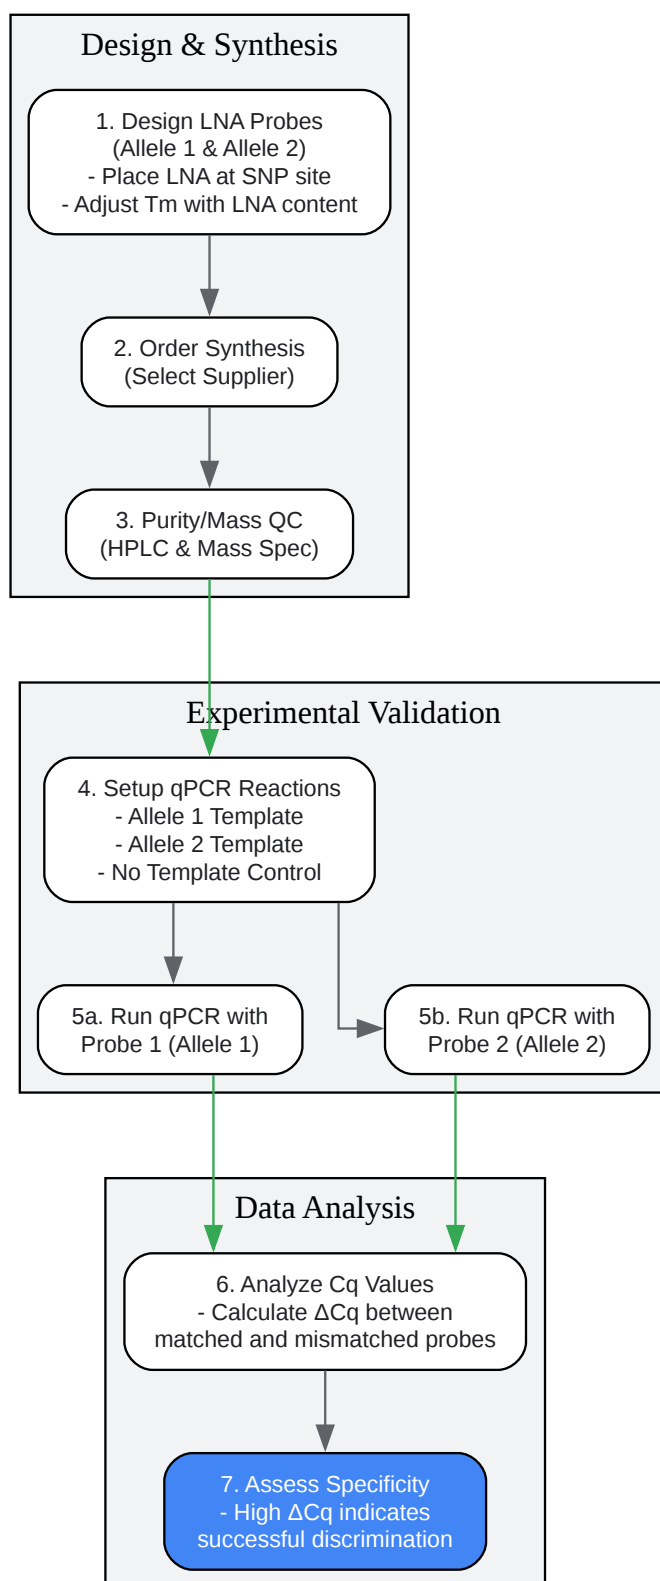 Design & Synthesis
1. Design LNA Probes
(Allele 1 & Allele 2)
- Place LNA at SNP site
- Adjust Tm with LNA content
2. Order Synthesis
(Select Supplier)
3. Purity/Mass QC
(HPLC & Mass Spec)
Experimental Validation
4. Setup qPCR Reactions
- Allele 1 Template
- Allele 2 Template
- No Template Control
5a. Run qPCR with
Probe 1 (Allele 1)
5b. Run qPCR with
Probe 2 (Allele 2)
Data Analysis
6. Analyze Cq Values
- Calculate ΔCq between
matched and mismatched probes
7. Assess Specificity
- High ΔCq indicates
successful discrimination